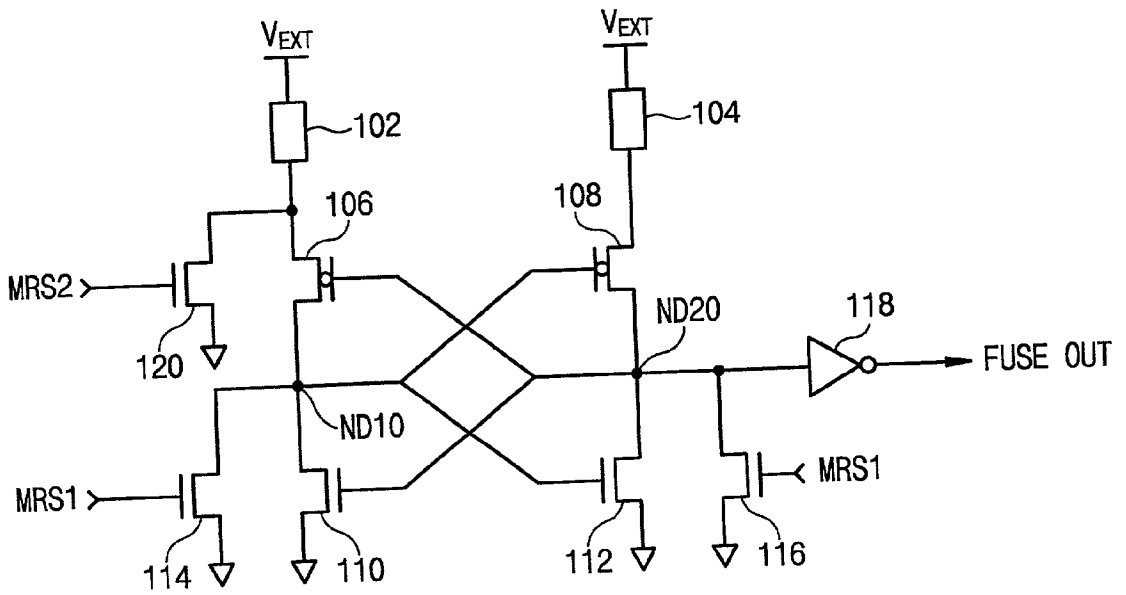 VEXT
VEXT
102
104
106
108
MRS2
120
ND20
118
FUSE OUT
ND10
MRS1
MRS1
114
110
112
116